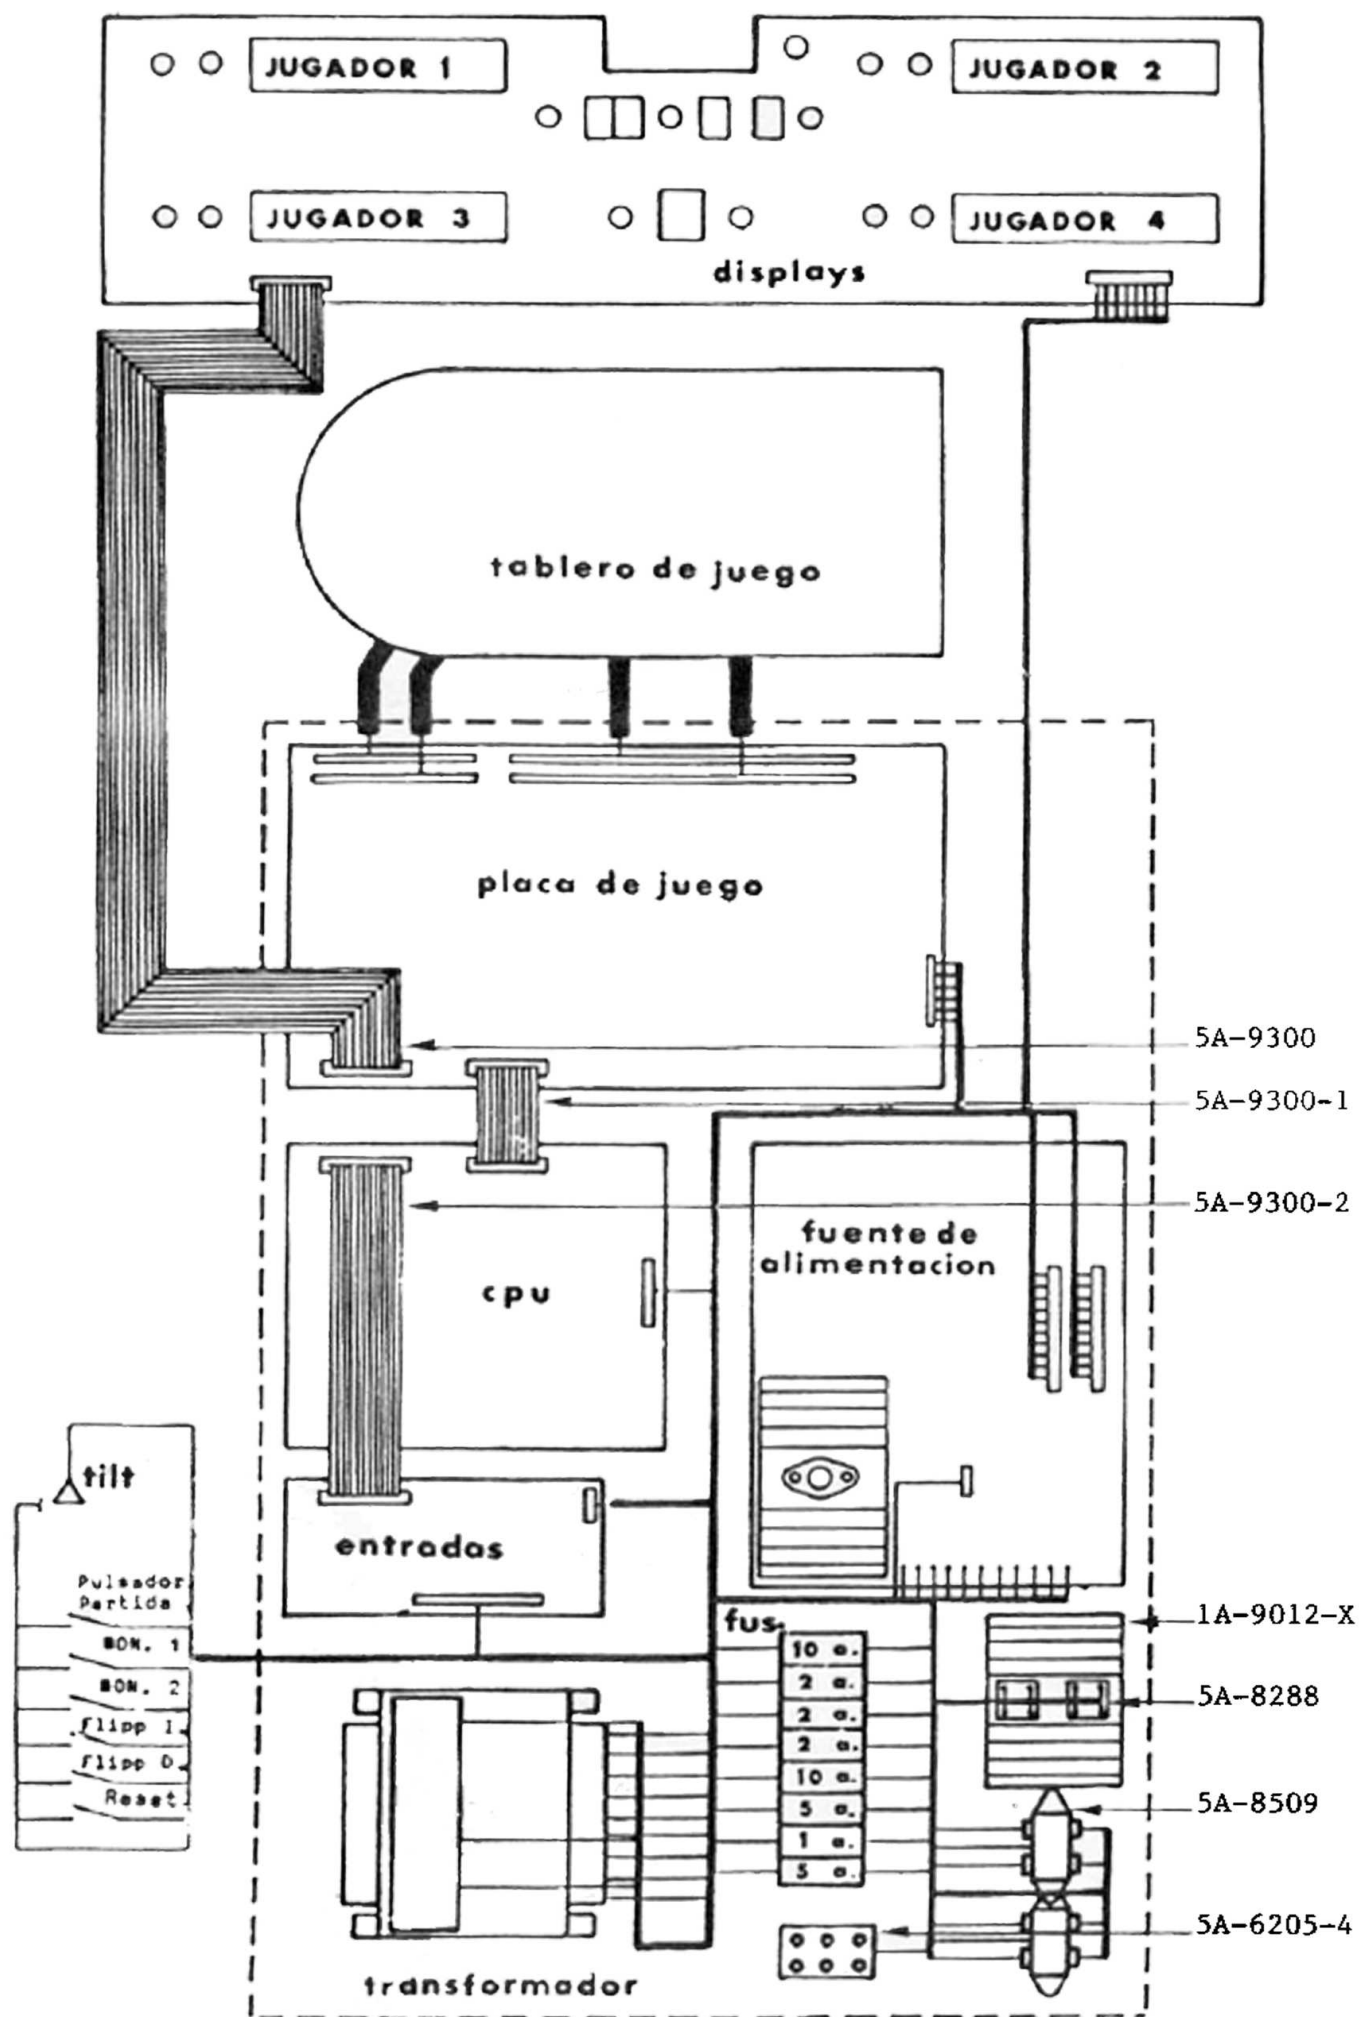 JUGADOR 1
JUGADOR 2
JUGADOR 3
JUGADOR 4
displays
tablero de juego
placa de juego
5A-9300
5A-9300-1
5A-9300-2
fuente de
alimentacion
cpu
tilt
entradas
Pulsador
Partida
MON. 1
MON. 2
Flipp I
Flipp D
Reset
fus.
10 a.
2 a.
2 a.
2 a.
10 a.
5 a.
1 a.
5 a.
1A-9012-X
5A-8288
5A-8509
5A-6205-4
transformador